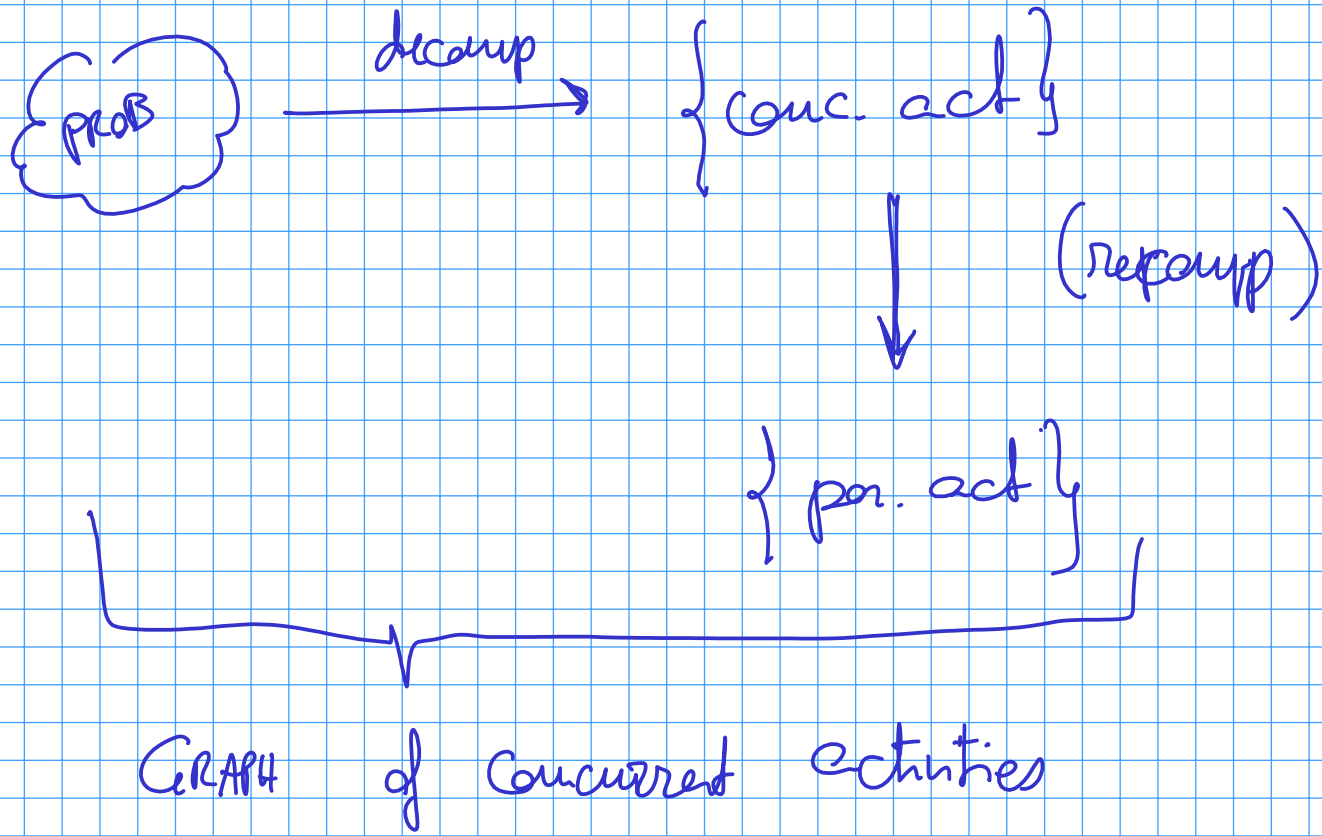 decomp
PROB
{conc. act}
(recomp)
{par. act}
GRAPH of Concurrent activities